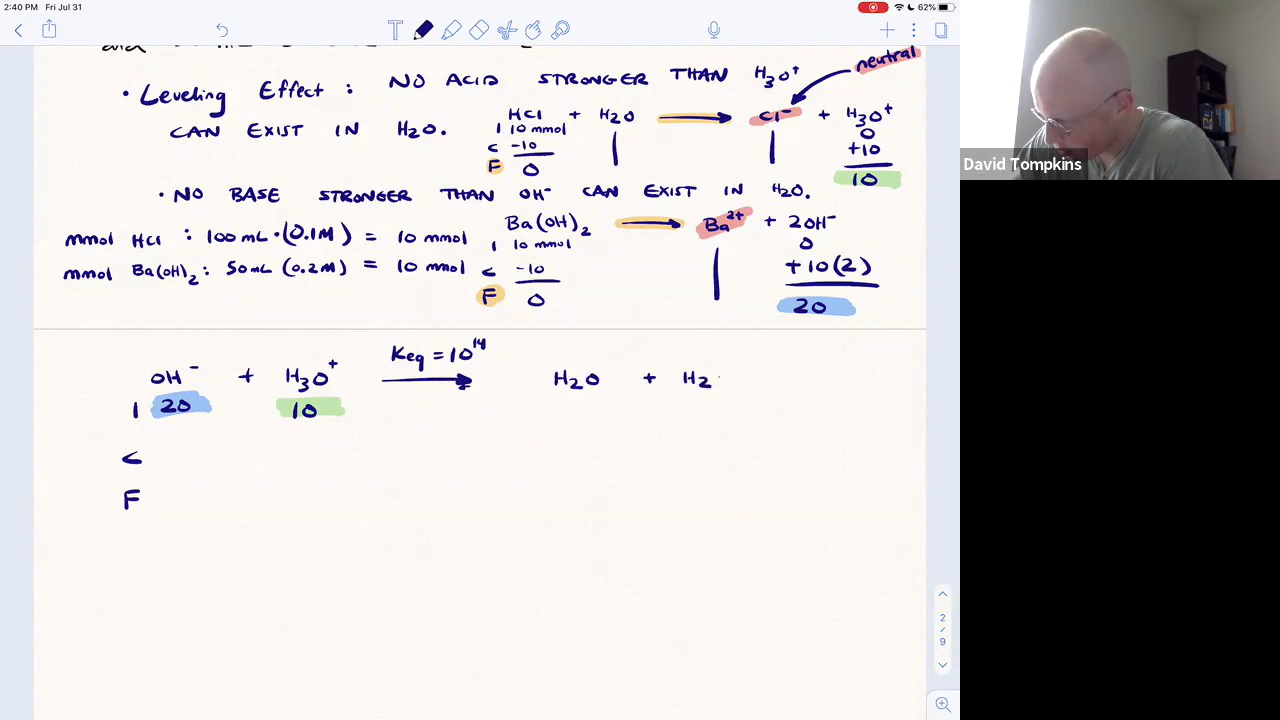 2:40 PM Fri Jul 31
62%
and
neutral
• Leveling Effect : NO ACID STRONGER THAN H3O+
CAN EXIST IN H2O.
HCl + H2O → Cl⁻ + H3O+
I 10 mmol 0
C -10 +10
F 0 10
• NO BASE STRONGER THAN OH⁻ CAN EXIST IN H2O.
Ba(OH)2 → Ba2+ + 2OH⁻
mmol HCl : 100 mL · (0.1M) = 10 mmol
I 10 mmol 0
mmol Ba(OH)2 : 50 mL (0.2M) = 10 mmol
C -10 +10(2)
F 0 20
Keq = 10^14
OH⁻ + H3O+ → H2O + H2
I 20 10
C
F
David Tompkins
2
/
9